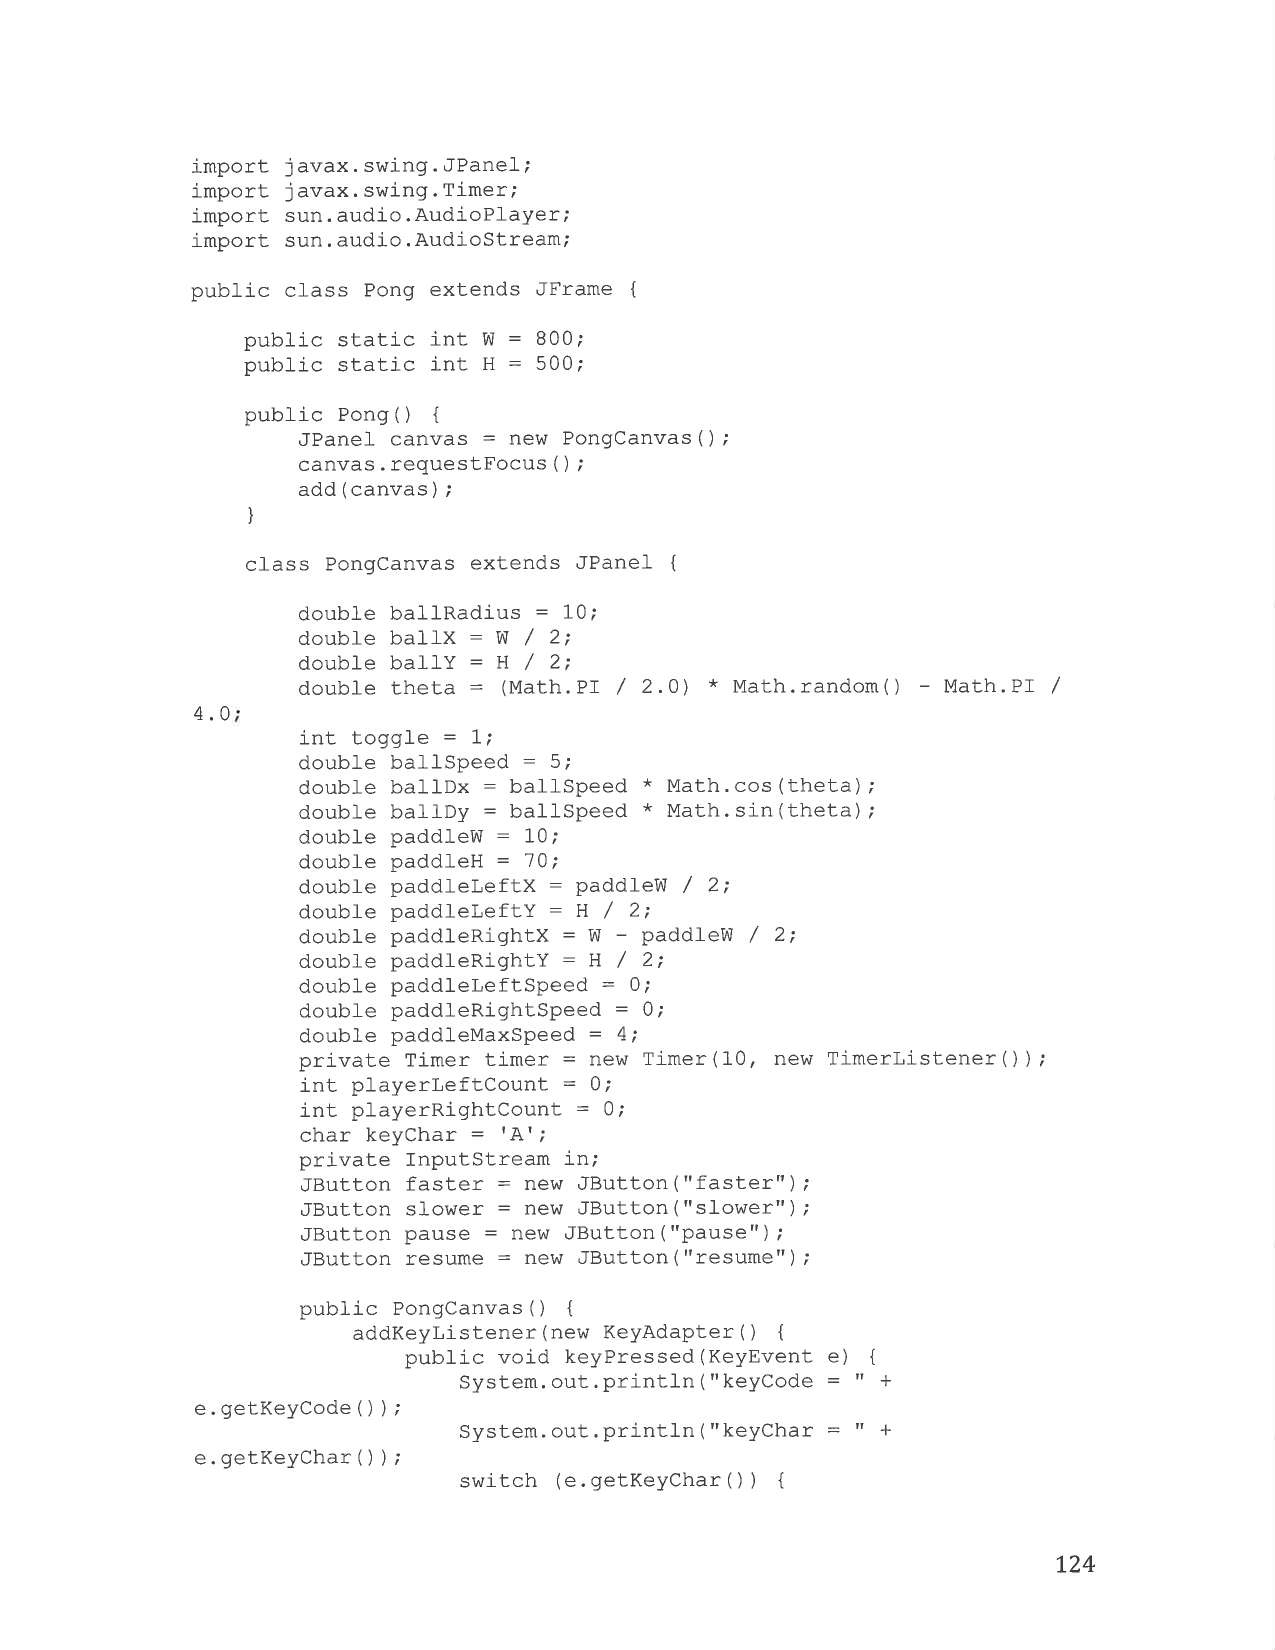 import javax.swing.JPanel;
import javax.swing.Timer;
import sun.audio.AudioPlayer;
import sun.audio.AudioStream;

public class Pong extends JFrame {

    public static int W = 800;
    public static int H = 500;

    public Pong() {
        JPanel canvas = new PongCanvas();
        canvas.requestFocus();
        add(canvas);
    }

    class PongCanvas extends JPanel {

        double ballRadius = 10;
        double ballX = W / 2;
        double ballY = H / 2;
        double theta = (Math.PI / 2.0) * Math.random() - Math.PI /
4.0;
        int toggle = 1;
        double ballSpeed = 5;
        double ballDx = ballSpeed * Math.cos(theta);
        double ballDy = ballSpeed * Math.sin(theta);
        double paddleW = 10;
        double paddleH = 70;
        double paddleLeftX = paddleW / 2;
        double paddleLeftY = H / 2;
        double paddleRightX = W - paddleW / 2;
        double paddleRightY = H / 2;
        double paddleLeftSpeed = 0;
        double paddleRightSpeed = 0;
        double paddleMaxSpeed = 4;
        private Timer timer = new Timer(10, new TimerListener());
        int playerLeftCount = 0;
        int playerRightCount = 0;
        char keyChar = 'A';
        private InputStream in;
        JButton faster = new JButton("faster");
        JButton slower = new JButton("slower");
        JButton pause = new JButton("pause");
        JButton resume = new JButton("resume");

        public PongCanvas() {
            addKeyListener(new KeyAdapter() {
                public void keyPressed(KeyEvent e) {
                    System.out.println("keyCode = " +
e.getKeyCode());
                    System.out.println("keyChar = " +
e.getKeyChar());
                    switch (e.getKeyChar()) {

124